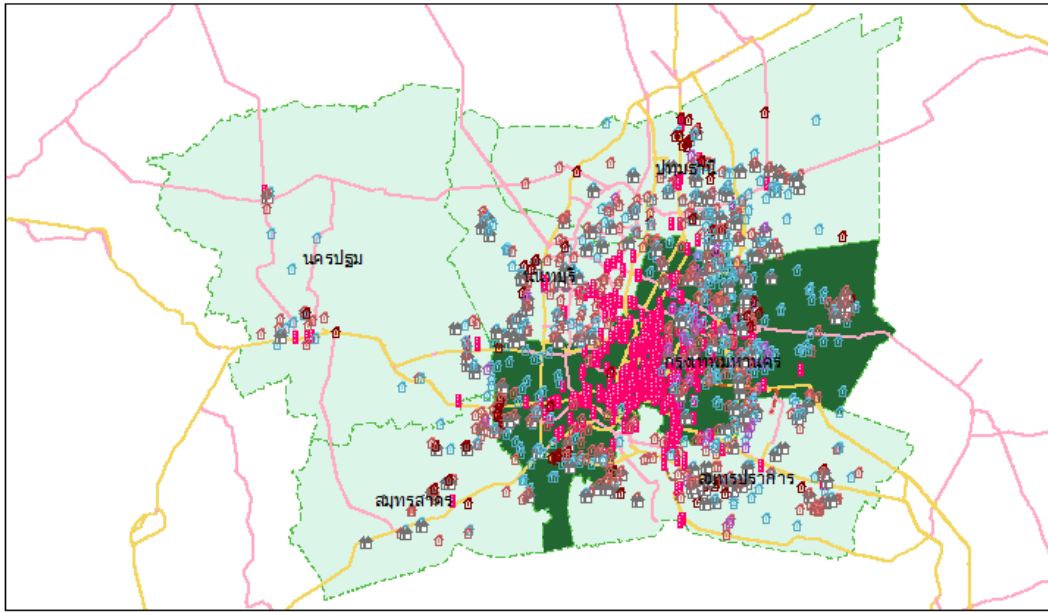 ปทุมธานี
นครปฐม
นนทบุรี
กรุงเทพมหานคร
สมุทรปราการ
สมุทรสาคร